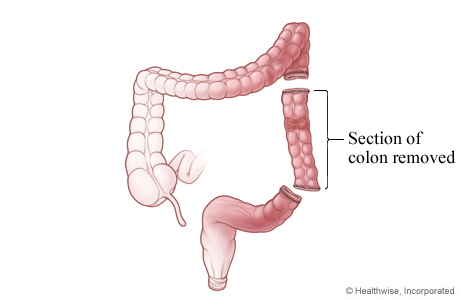 Section of
colon removed
© Healthwise, Incorporated